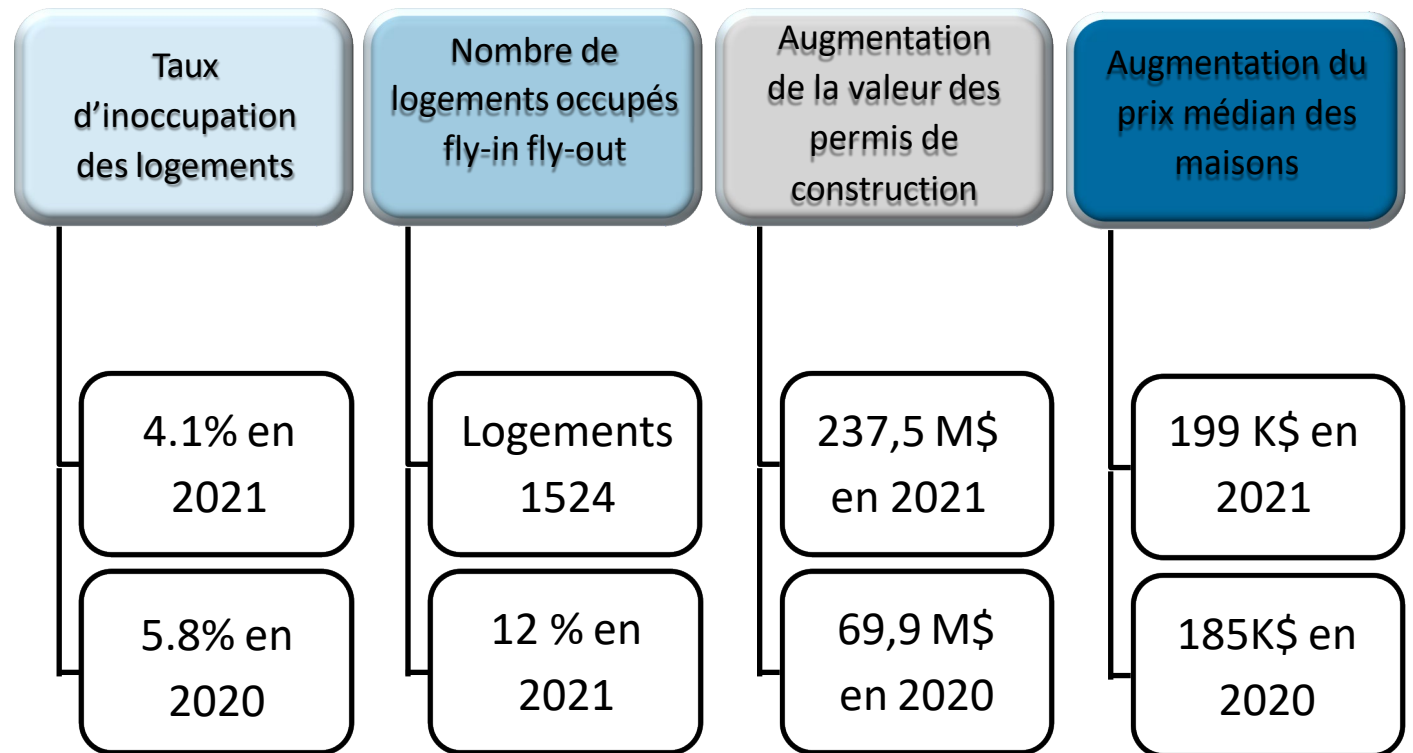 Taux
d’inoccupation
des logements
4.1% en
2021
5.8% en
2020
Nombre de
logements occupés
fly-in fly-out
Logements
1524
12 % en
2021
Augmentation
de la valeur des
permis de
construction
237,5 M$
en 2021
69,9 M$
en 2020
Augmentation du
prix médian des
maisons
199 K$ en
2021
185K$ en
2020